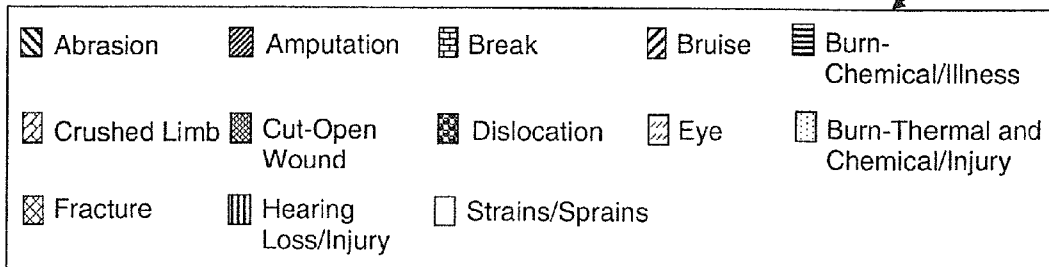 Abrasion Amputation Break Bruise Burn-
Chemical/Illness
Crushed Limb Cut-Open Dislocation Eye Burn-Thermal and
Wound Chemical/Injury
Fracture Hearing Strains/Sprains
Loss/Injury